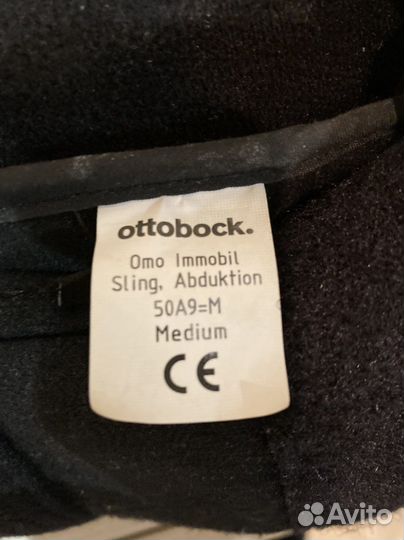 ottobock.
Omo Immobil
Sling, Abduktion
50A9=M
Medium
CE
Avito